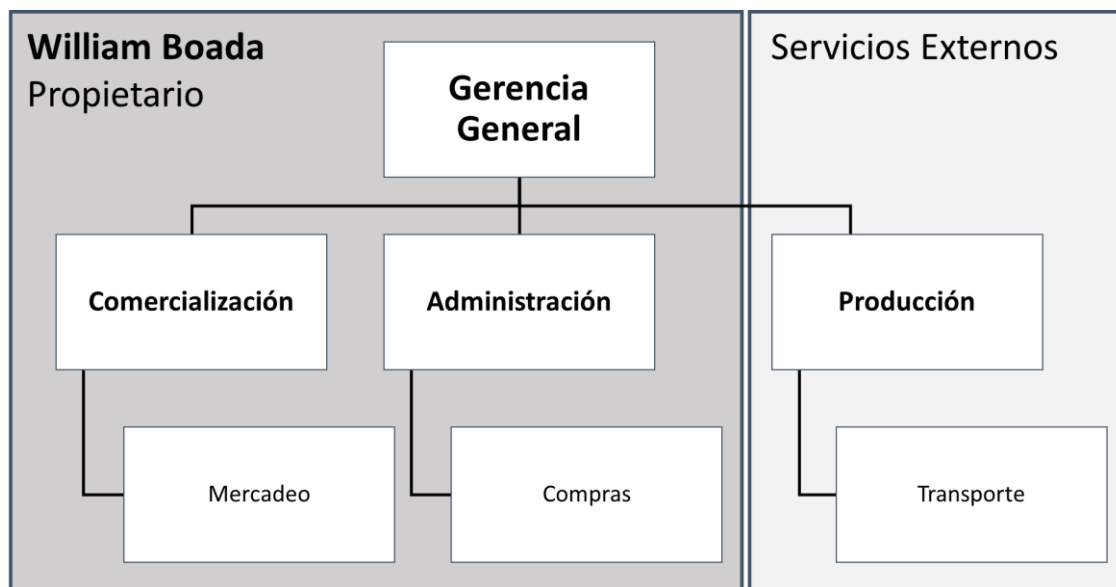 William Boada
Propietario
Servicios Externos
Gerencia
General
Comercialización
Administración
Producción
Mercadeo
Compras
Transporte